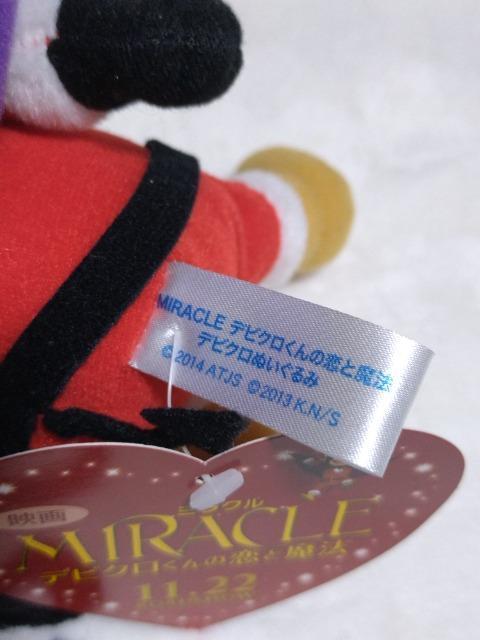 MIRACLE デビクロくんの恋と魔法
デビクロぬいぐるみ
© 2014 ATJS ©2013 K.N/S
映画
ミラクル
MIRACLE
デビクロくんの恋と魔法
11.22